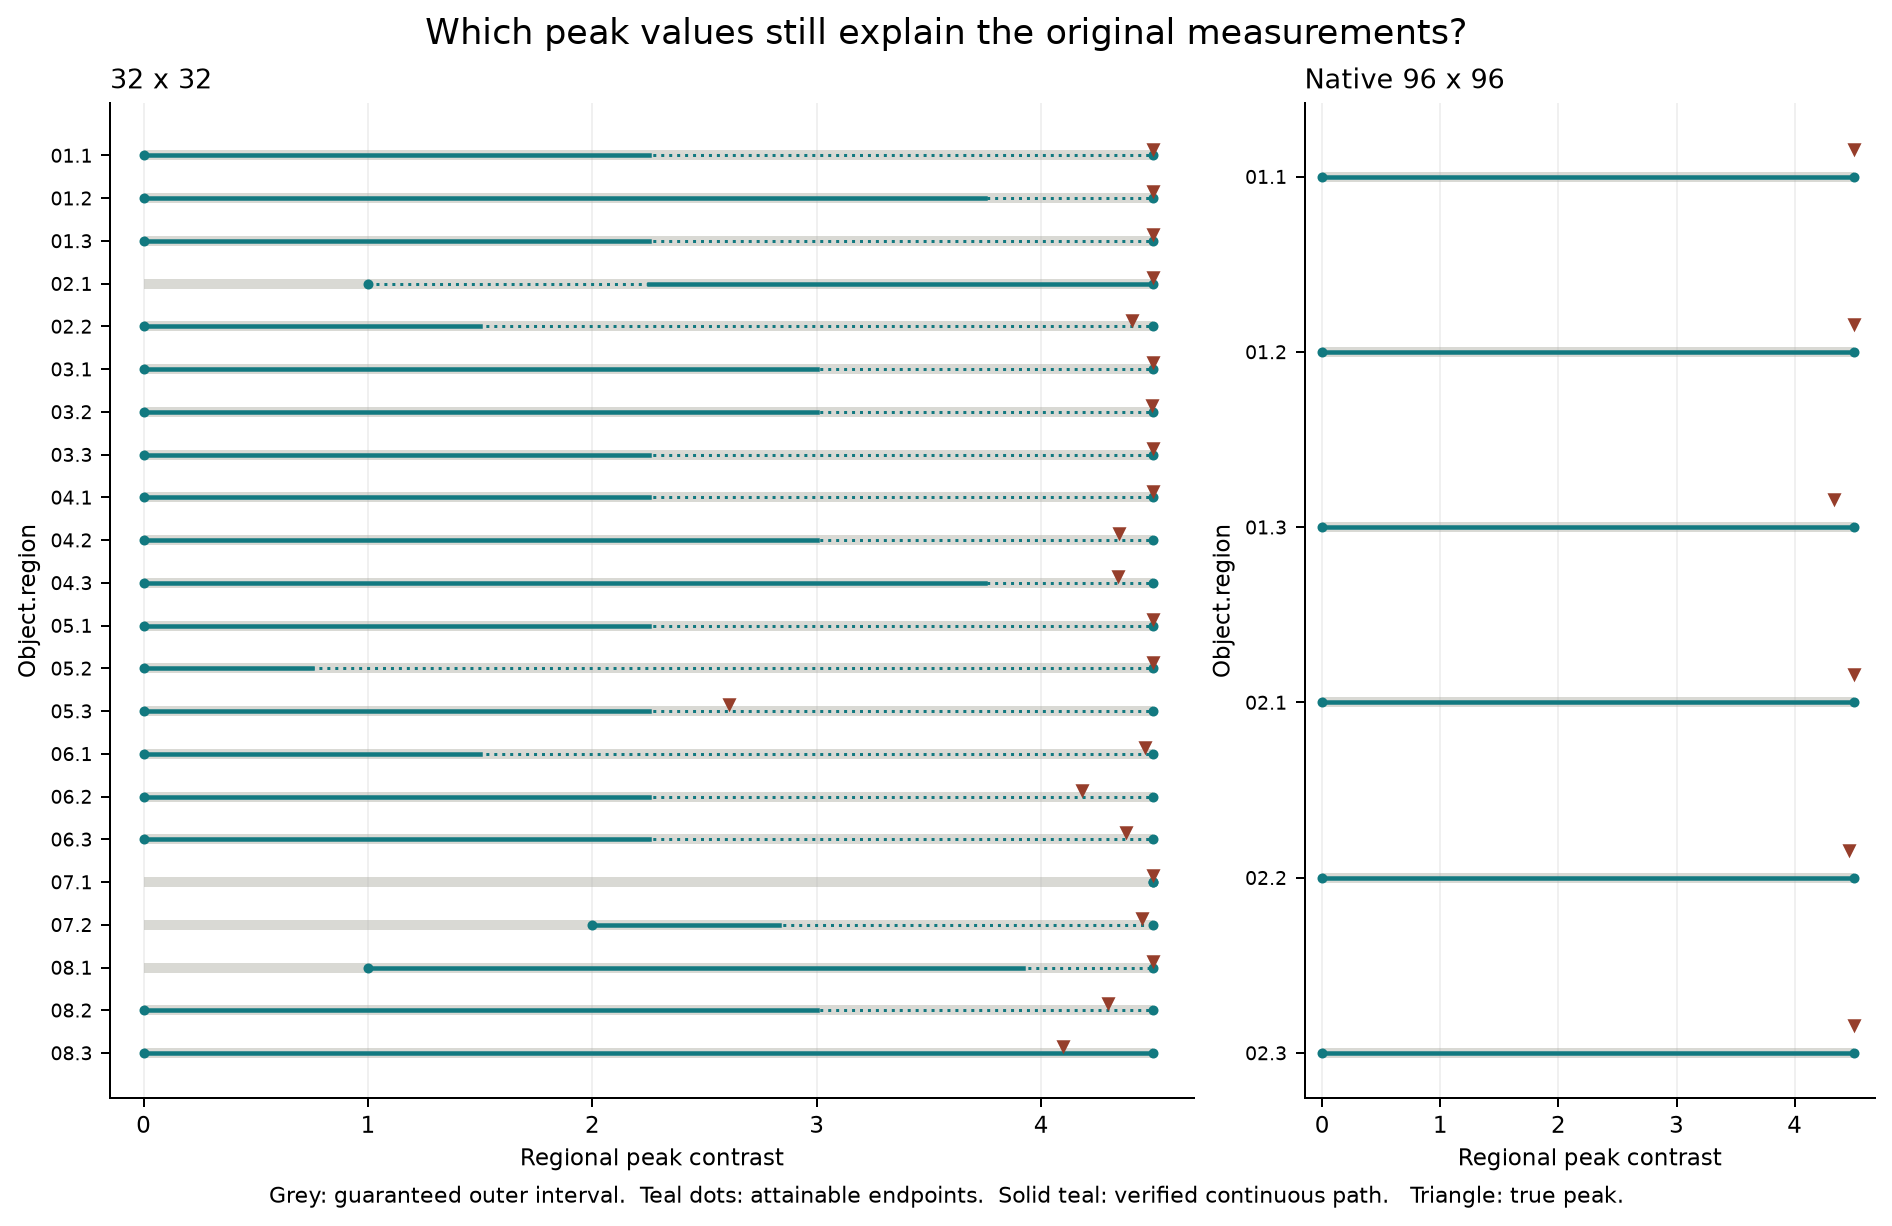 Which peak values still explain the original measurements?
32 x 32
01.1
01.2
01.3
02.1
02.2
03.1
03.2
03.3
04.1
04.2
04.3
05.1
05.2
05.3
06.1
06.2
06.3
07.1
07.2
08.1
08.2
08.3
Object.region
0 1 2 3 4
Regional peak contrast
Native 96 x 96
01.1
01.2
01.3
02.1
02.2
02.3
Object.region
0 1 2 3 4
Regional peak contrast
Grey: guaranteed outer interval.  Teal dots: attainable endpoints.  Solid teal: verified continuous path.   Triangle: true peak.